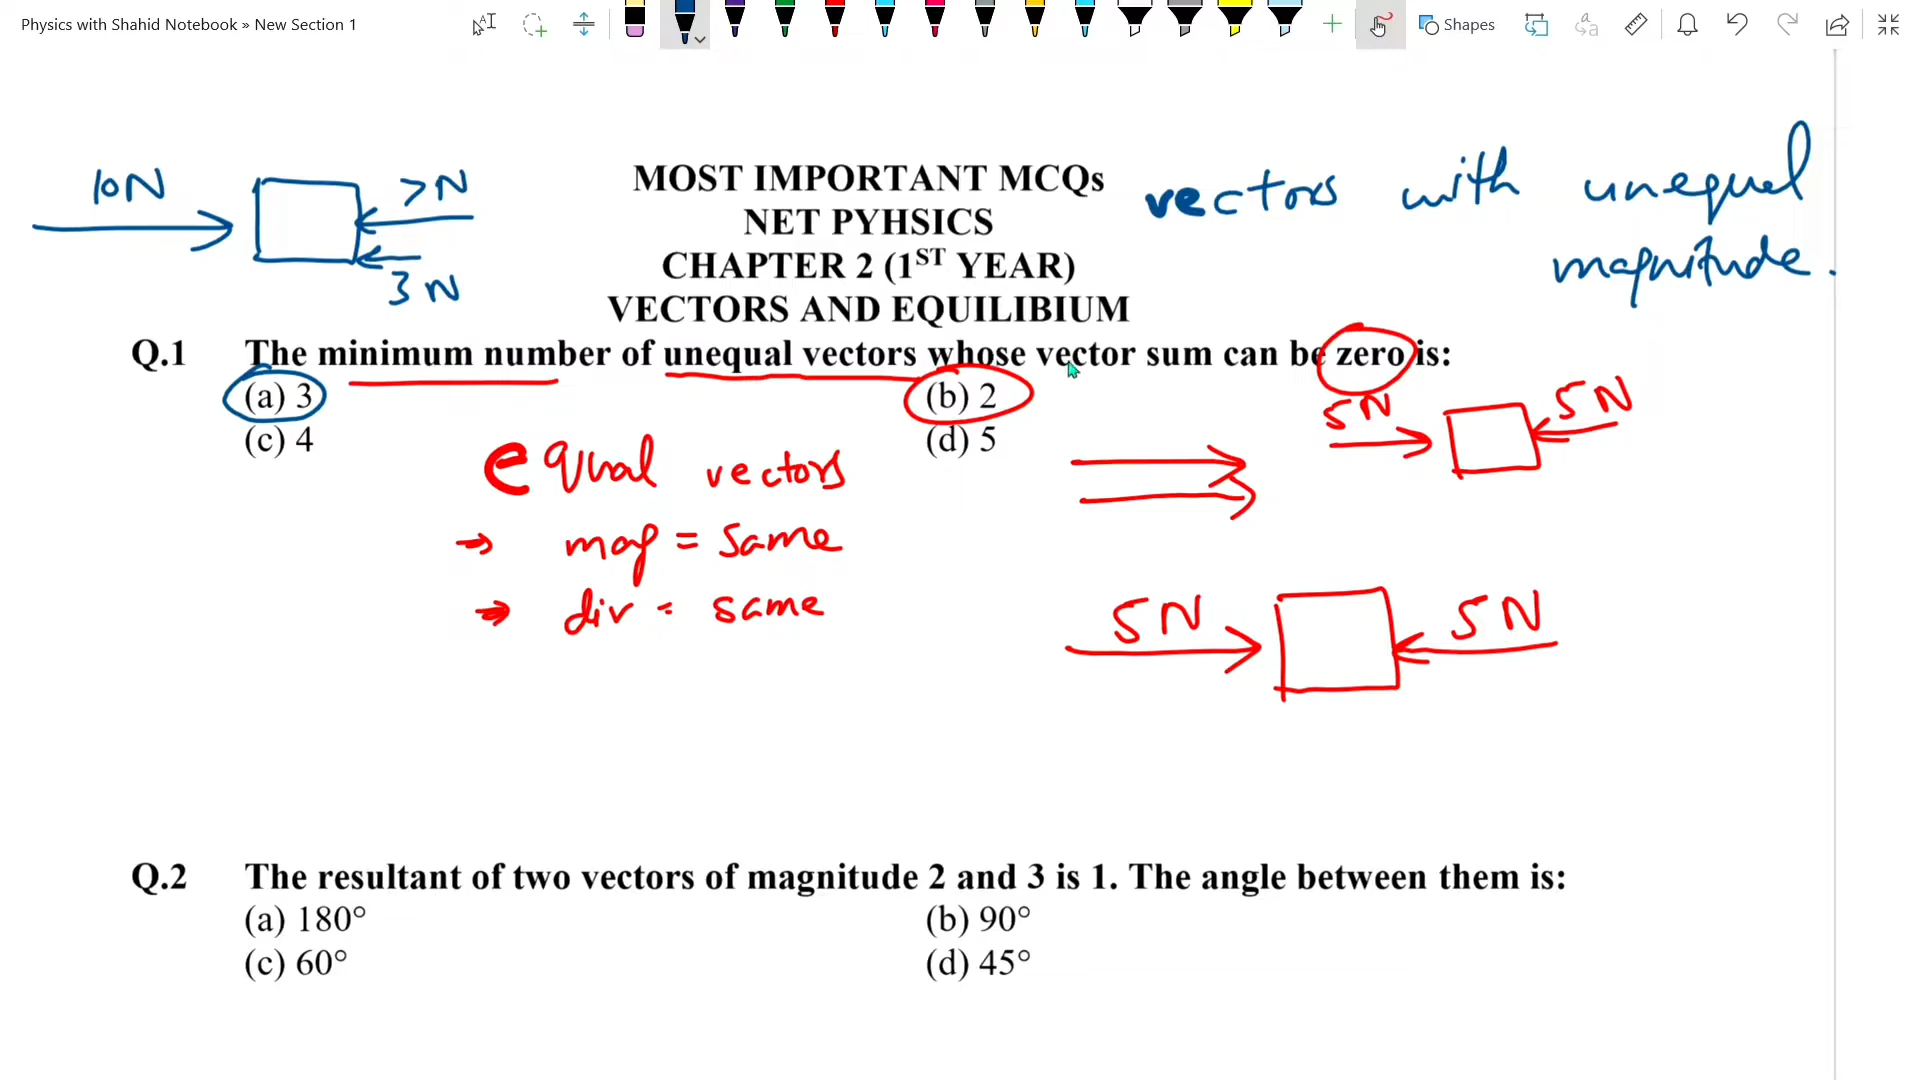 Physics with Shahid Notebook » New Section 1
Shapes
10N
7N
3N
MOST IMPORTANT MCQs
NET PYHSICS
CHAPTER 2 (1ST YEAR)
VECTORS AND EQUILIBIUM
vectors with unequal
magnitude.
Q.1 The minimum number of unequal vectors whose vector sum can be zero is:
(a) 3 (b) 2
(c) 4 (d) 5
5N 5N
equal vectors
→ mag = same
→ dir = same
5N 5N
Q.2 The resultant of two vectors of magnitude 2 and 3 is 1. The angle between them is:
(a) 180° (b) 90°
(c) 60° (d) 45°